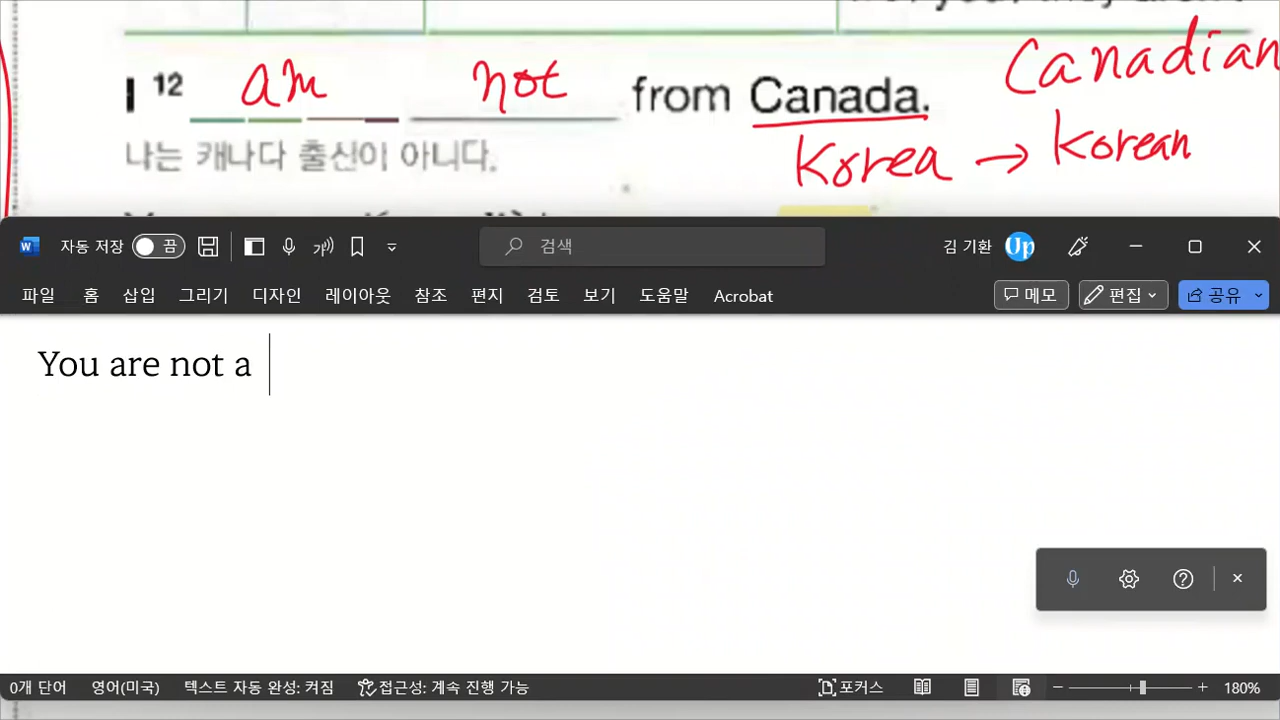 I 12 am not from Canada. Canadian
나는 캐나다 출신이 아니다. Korea → Korean
자동 저장 끔 검색 김 기환 Up
파일 홈 삽입 그리기 디자인 레이아웃 참조 편지 검토 보기 도움말 Acrobat 메모 편집 공유
You are not a
0개 단어 영어(미국) 텍스트 자동 완성: 켜짐 접근성: 계속 진행 가능 포커스 180%